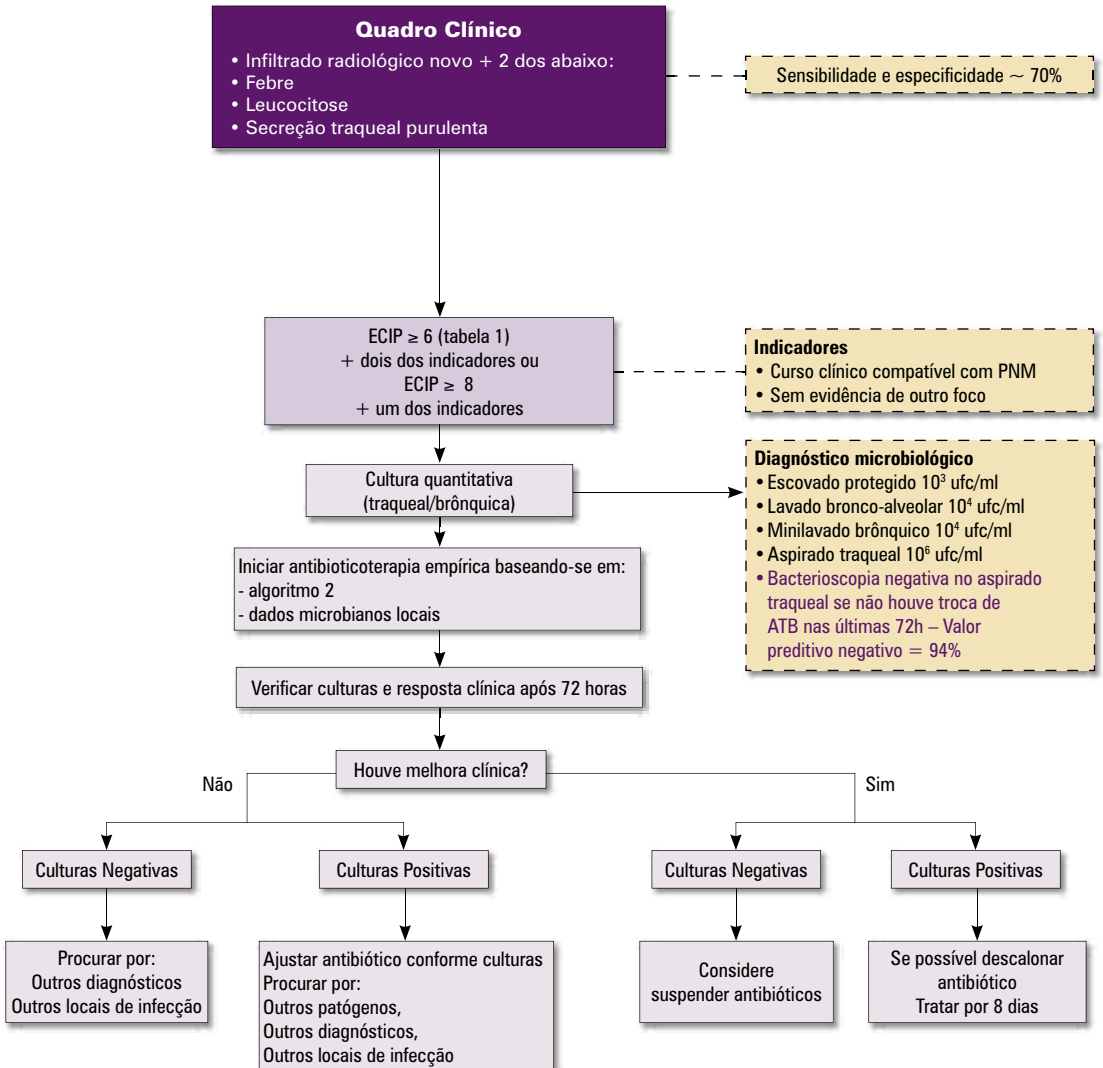 Quadro Clínico
• Infiltrado radiológico novo + 2 dos abaixo:
• Febre
• Leucocitose
• Secreção traqueal purulenta
Sensibilidade e especificidade ~ 70%
ECIP ≥ 6 (tabela 1)
+ dois dos indicadores ou
ECIP ≥ 8
+ um dos indicadores
Indicadores
• Curso clínico compatível com PNM
• Sem evidência de outro foco
Cultura quantitativa
(traqueal/brônquica)
Diagnóstico microbiológico
• Escovado protegido 10³ ufc/ml
• Lavado bronco-alveolar 10⁴ ufc/ml
• Minilavado brônquico 10⁴ ufc/ml
• Aspirado traqueal 10⁶ ufc/ml
• Bacterioscopia negativa no aspirado
traqueal se não houve troca de
ATB nas últimas 72h – Valor
preditivo negativo = 94%
Iniciar antibioticoterapia empírica baseando-se em:
- algoritmo 2
- dados microbianos locais
Verificar culturas e resposta clínica após 72 horas
Houve melhora clínica?
Não
Sim
Culturas Negativas
Culturas Positivas
Culturas Negativas
Culturas Positivas
Procurar por:
Outros diagnósticos
Outros locais de infecção
Ajustar antibiótico conforme culturas
Procurar por:
Outros patógenos,
Outros diagnósticos,
Outros locais de infecção
Considere
suspender antibióticos
Se possível descalonar
antibiótico
Tratar por 8 dias